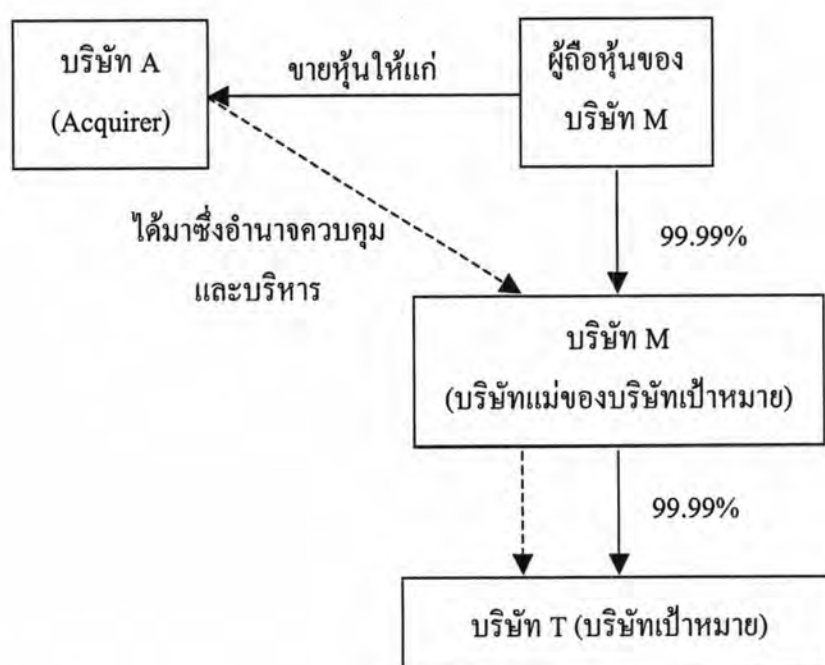 บริษัท A
(Acquirer)
ขายหุ้นให้แก่
ผู้ถือหุ้นของ
บริษัท M
ได้มาซึ่งอำนาจควบคุม
และบริหาร
99.99%
บริษัท M
(บริษัทแม่ของบริษัทเป้าหมาย)
99.99%
บริษัท T (บริษัทเป้าหมาย)